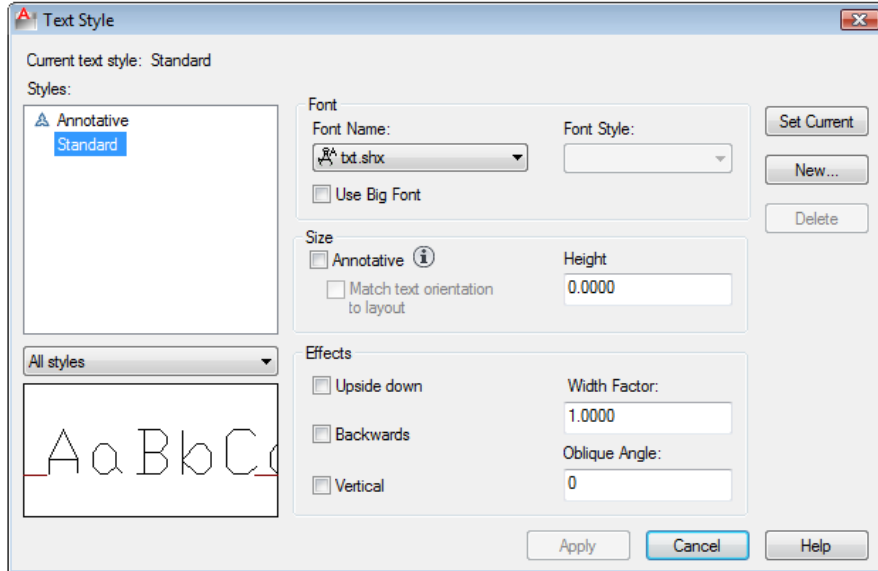 Text Style
Current text style: Standard
Styles:
Annotative
Standard
All styles
AaBbC
Font
Font Name:
txt.shx
Use Big Font
Font Style:
Size
Annotative
Match text orientation
to layout
Height
0.0000
Effects
Upside down
Backwards
Vertical
Width Factor:
1.0000
Oblique Angle:
0
Set Current
New...
Delete
Apply
Cancel
Help